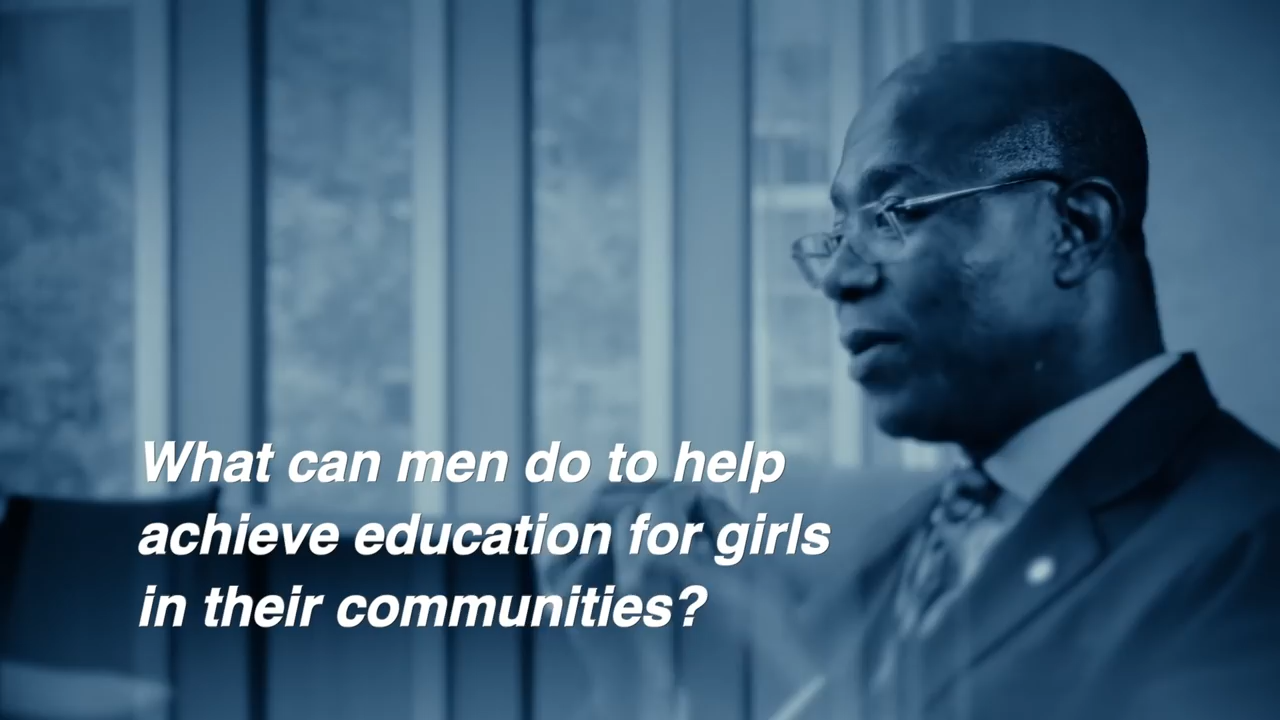 What can men do to help
achieve education for girls
in their communities?